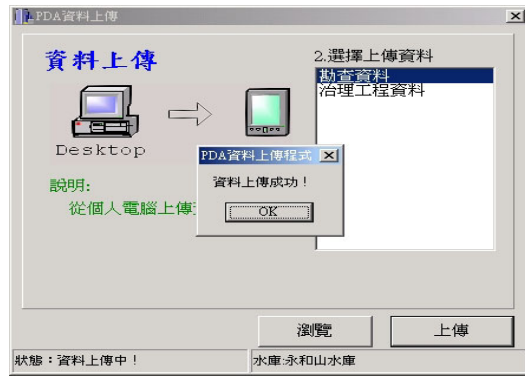 PDA資料上傳
資料上傳
2.選擇上傳資料
勘查資料
治理工程資料
Desktop
PDA資料上傳程式
資料上傳成功！
OK
說明:
從個人電腦上傳
瀏覽
上傳
狀態：資料上傳中！
水庫:永和山水庫